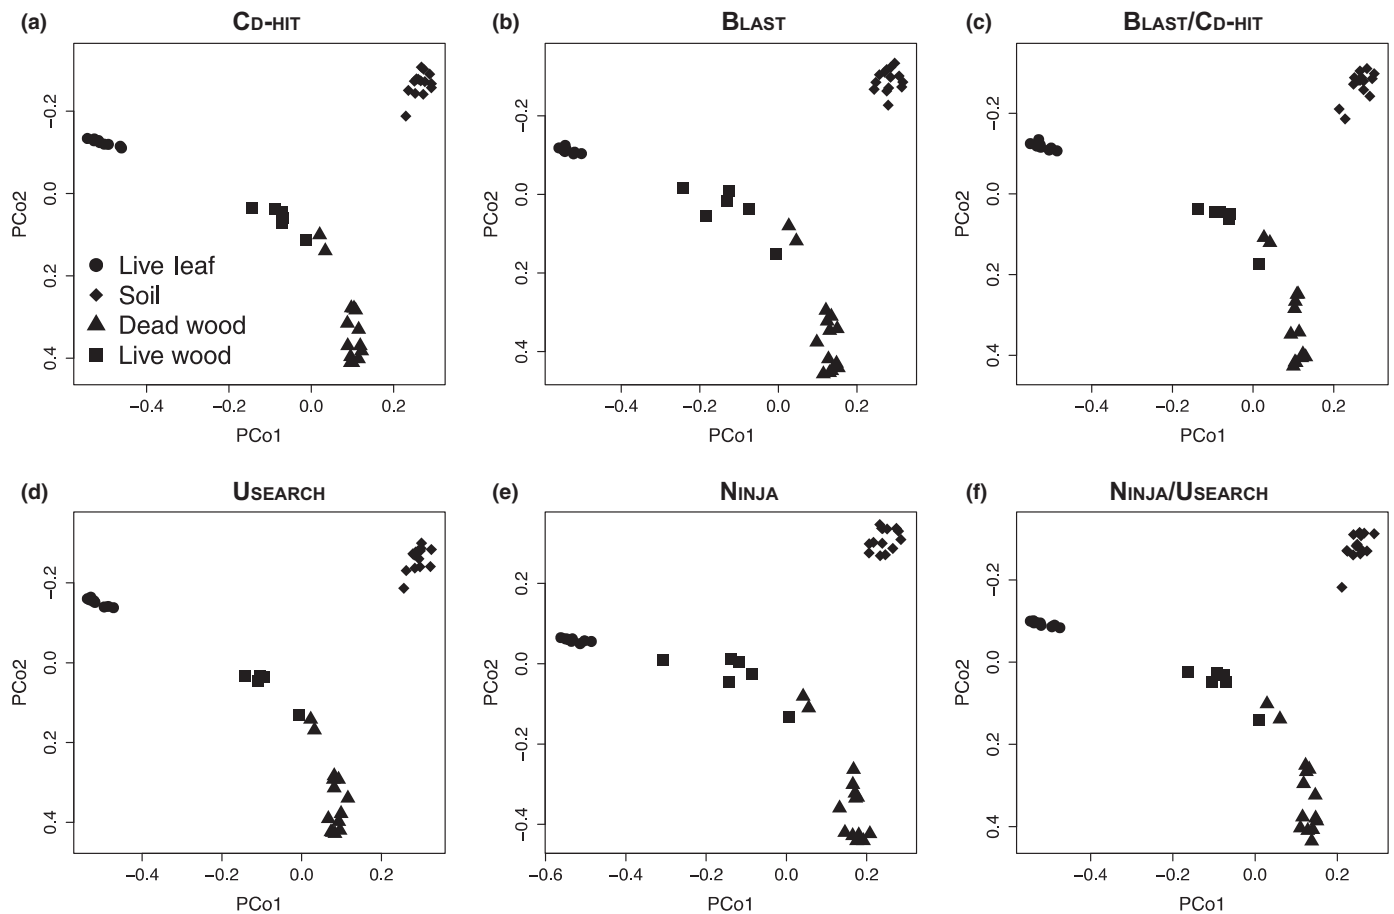 (a) CD-HIT
(b) BLAST
(c) BLAST/CD-HIT
PCo2
−0.2
0.0
0.2
0.4
Live leaf
Soil
Dead wood
Live wood
−0.4 −0.2 0.0 0.2
PCo1
PCo2
−0.2
0.0
0.2
0.4
−0.4 −0.2 0.0 0.2
PCo1
PCo2
−0.2
0.0
0.2
0.4
−0.4 −0.2 0.0 0.2
PCo1
(d) USEARCH
(e) NINJA
(f) NINJA/USEARCH
PCo2
−0.2
0.0
0.2
0.4
−0.4 −0.2 0.0 0.2
PCo1
PCo2
0.2
0.0
−0.2
−0.4
−0.6 −0.4 −0.2 0.0 0.2
PCo1
PCo2
−0.2
0.0
0.2
0.4
−0.4 −0.2 0.0 0.2
PCo1